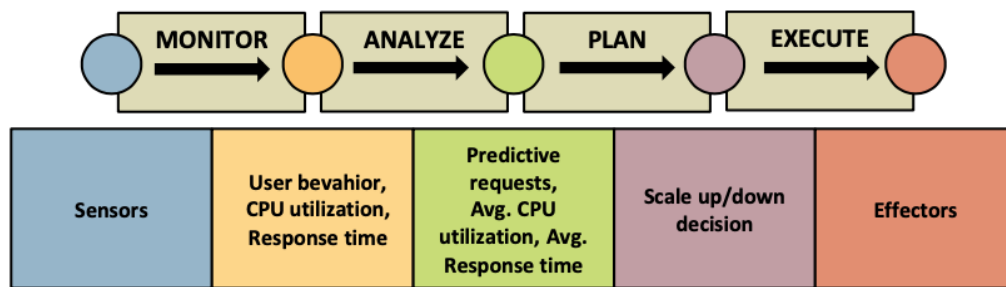 MONITOR
ANALYZE
PLAN
EXECUTE
Sensors
User bevahior,
CPU utilization,
Response time
Predictive
requests,
Avg. CPU
utilization, Avg.
Response time
Scale up/down
decision
Effectors